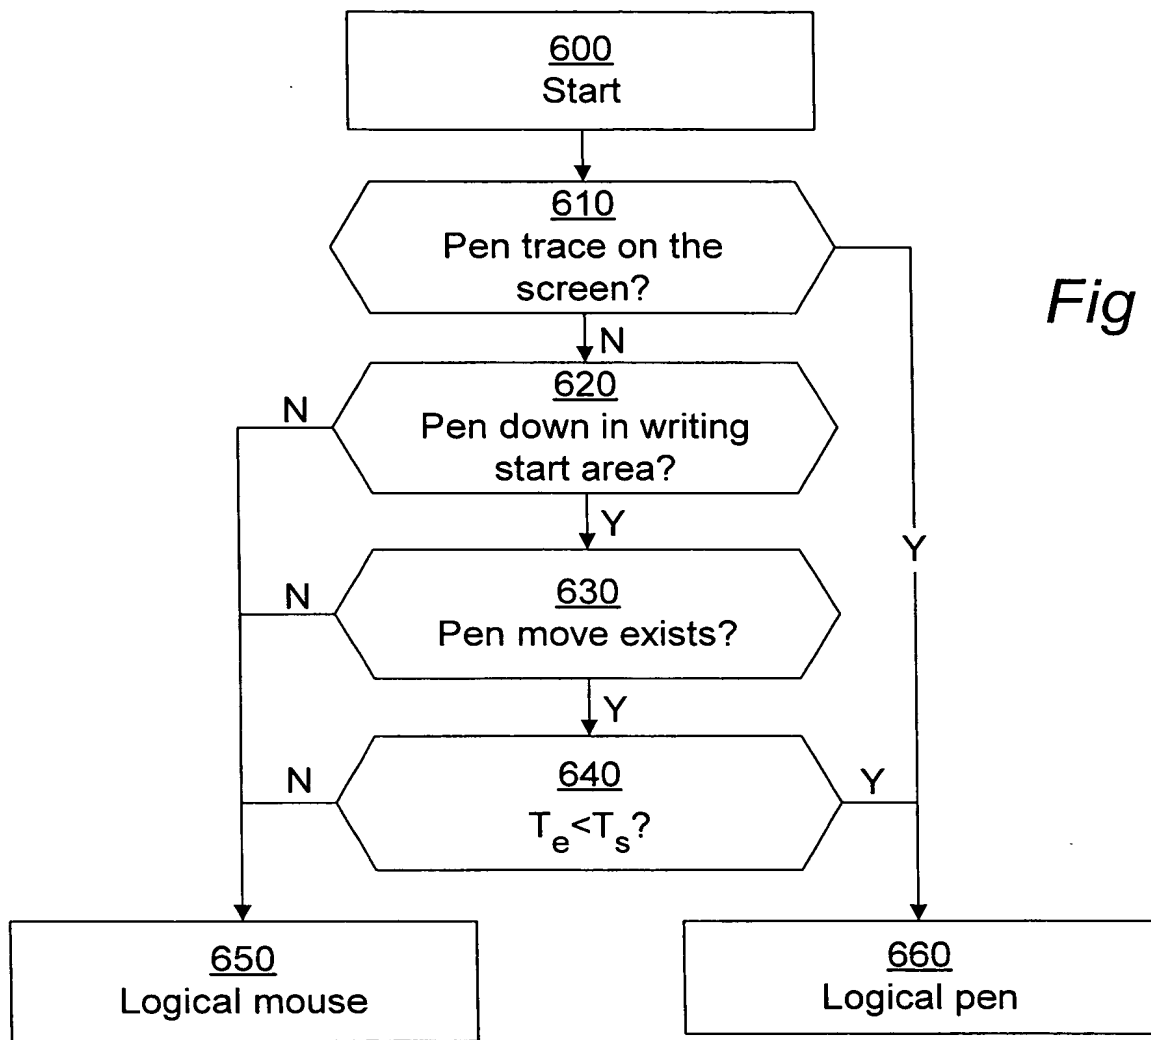 600
Start
610
Pen trace on the
screen?
Fig
N
620
N
Pen down in writing
start area?
Y
Y
630
N
Pen move exists?
Y
640
N
Y
Te<Ts?
650
Logical mouse
660
Logical pen